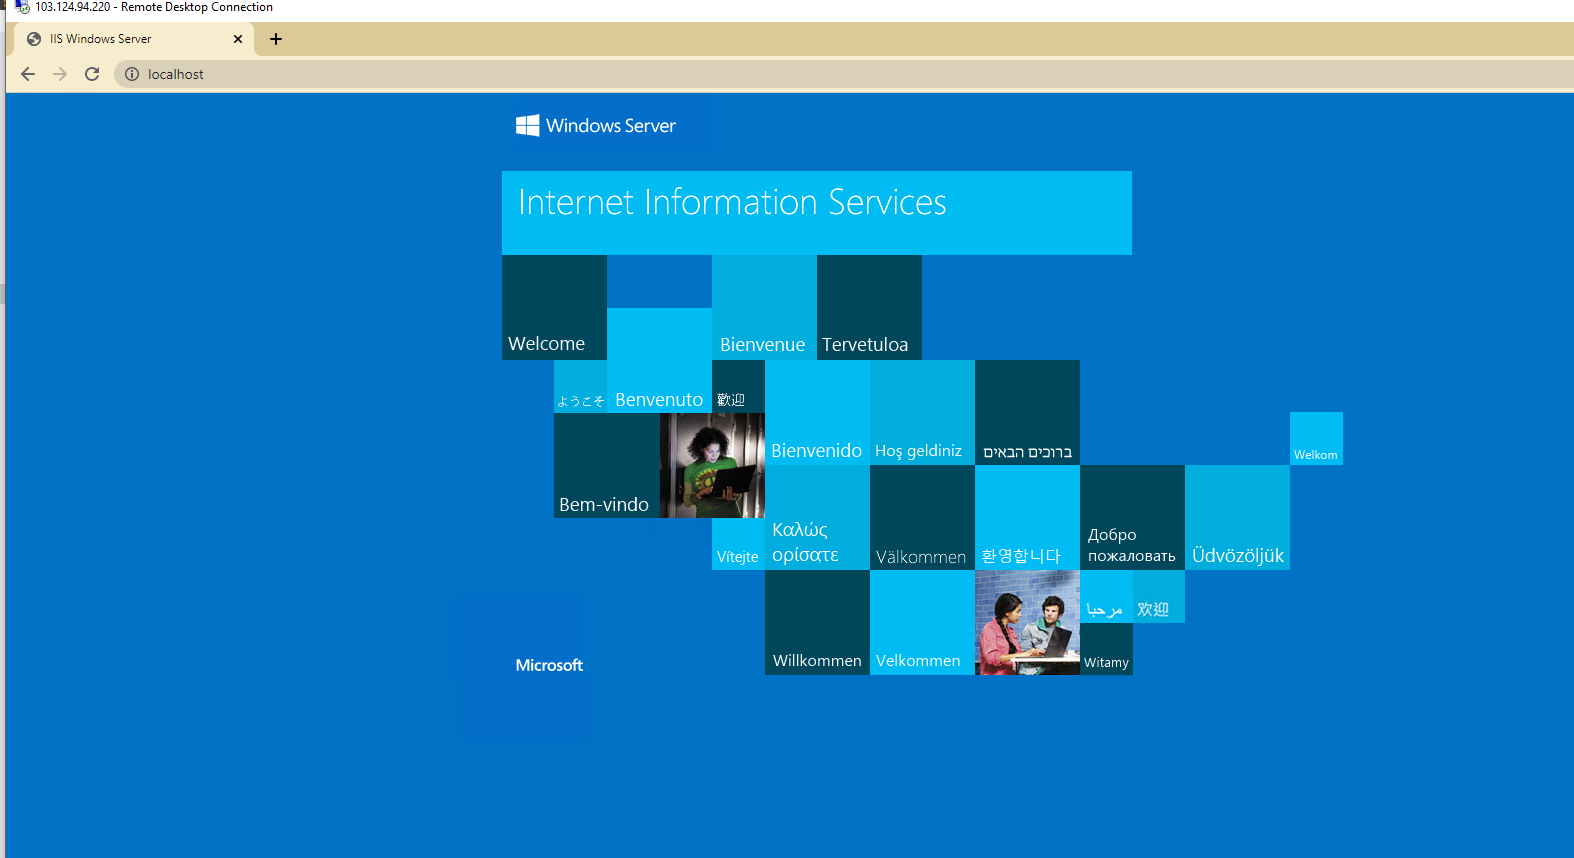 103.124.94.220 - Remote Desktop Connection
IIS Windows Server
localhost
Windows Server
Internet Information Services
Welcome
Bienvenue
Tervetuloa
ようこそ
Benvenuto
歡迎
Bienvenido
Hoş geldiniz
ברוכים הבאים
Welkom
Bem-vindo
Vítejte
Καλώς
ορίσατε
Välkommen
환영합니다
Добро
пожаловать
Üdvözöljük
مرحبا
欢迎
Microsoft
Willkommen
Velkommen
Witamy